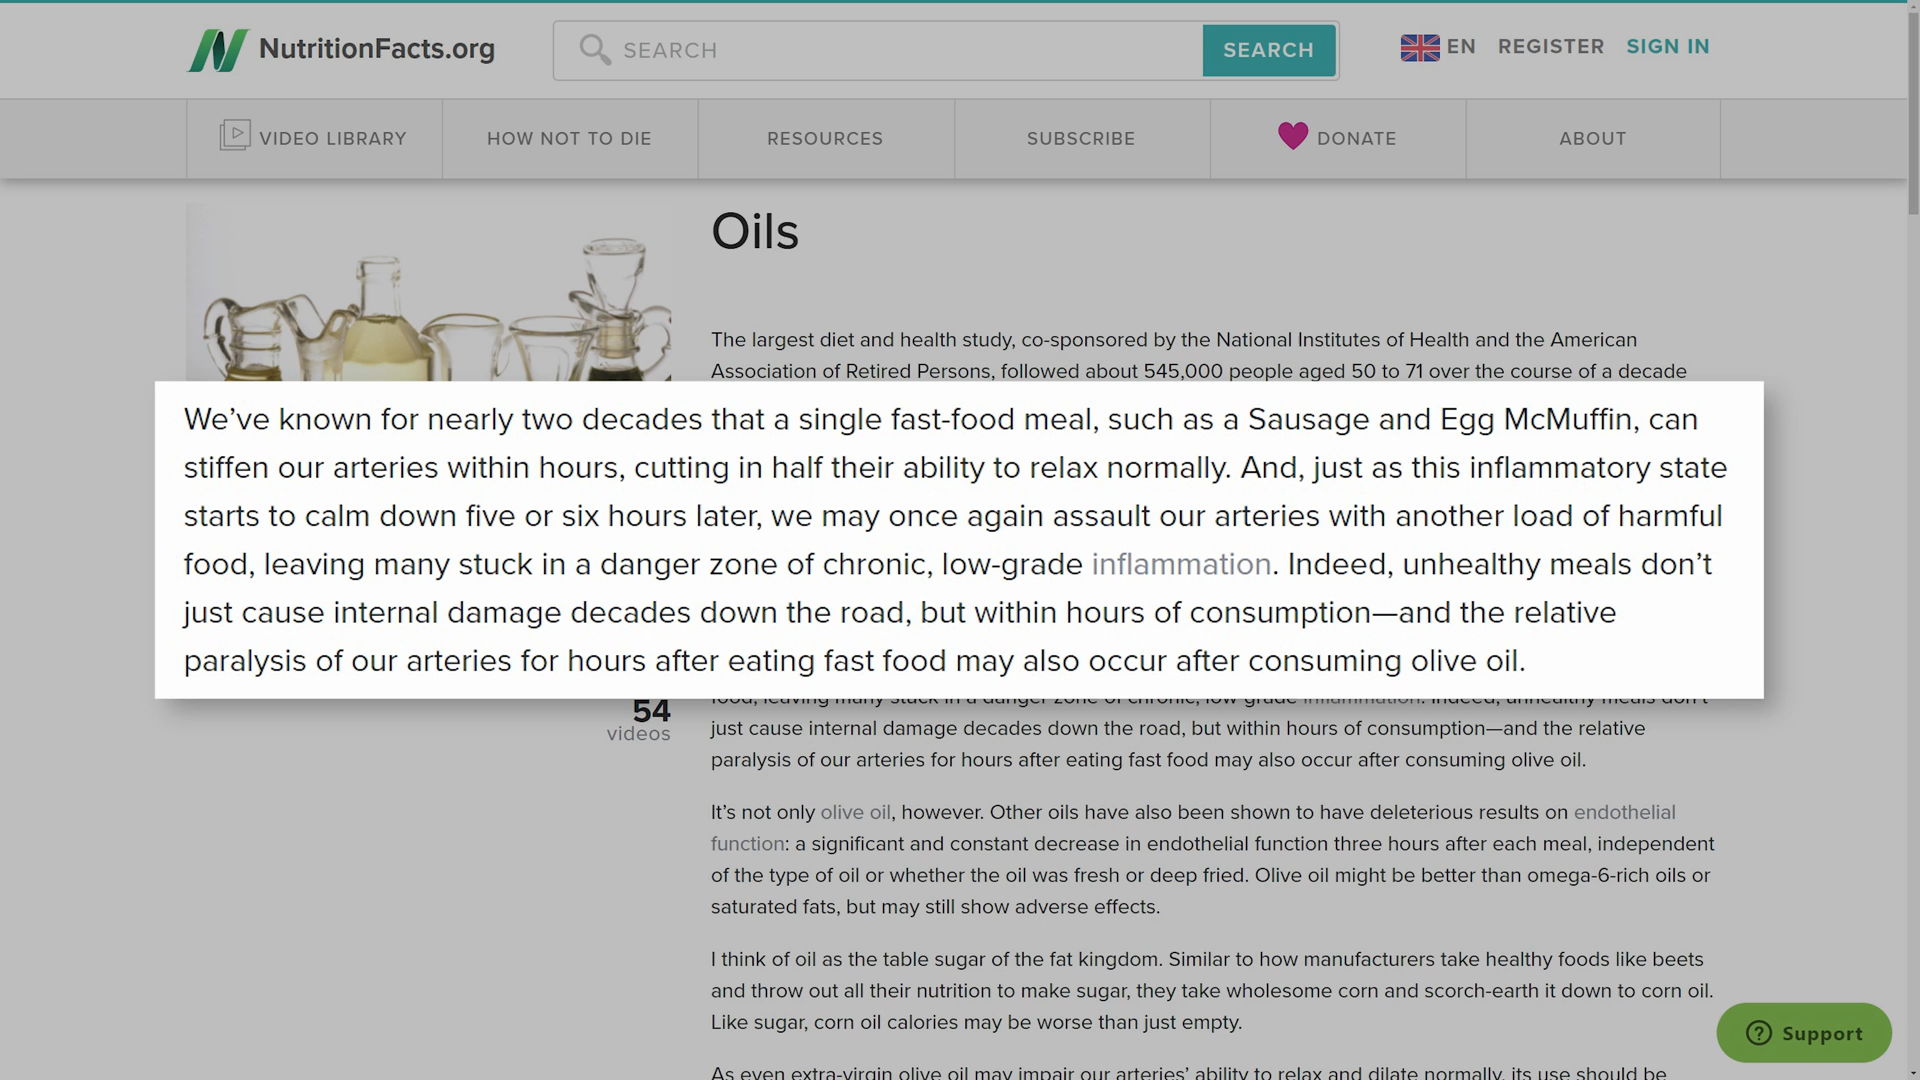 NutritionFacts.org
SEARCH
SEARCH
EN
REGISTER
SIGN IN
VIDEO LIBRARY
HOW NOT TO DIE
RESOURCES
SUBSCRIBE
DONATE
ABOUT
Oils
The largest diet and health study, co-sponsored by the National Institutes of Health and the American
Association of Retired Persons, followed about 545,000 people aged 50 to 71 over the course of a decade
We’ve known for nearly two decades that a single fast-food meal, such as a Sausage and Egg McMuffin, can
stiffen our arteries within hours, cutting in half their ability to relax normally. And, just as this inflammatory state
starts to calm down five or six hours later, we may once again assault our arteries with another load of harmful
food, leaving many stuck in a danger zone of chronic, low-grade inflammation. Indeed, unhealthy meals don’t
just cause internal damage decades down the road, but within hours of consumption—and the relative
paralysis of our arteries for hours after eating fast food may also occur after consuming olive oil.
food, leaving many stuck in a danger zone of chronic, low-grade inflammation. Indeed, unhealthy meals don’t
54
videos
just cause internal damage decades down the road, but within hours of consumption—and the relative
paralysis of our arteries for hours after eating fast food may also occur after consuming olive oil.
It’s not only olive oil, however. Other oils have also been shown to have deleterious results on endothelial
function: a significant and constant decrease in endothelial function three hours after each meal, independent
of the type of oil or whether the oil was fresh or deep fried. Olive oil might be better than omega-6-rich oils or
saturated fats, but may still show adverse effects.
I think of oil as the table sugar of the fat kingdom. Similar to how manufacturers take healthy foods like beets
and throw out all their nutrition to make sugar, they take wholesome corn and scorch-earth it down to corn oil.
Like sugar, corn oil calories may be worse than just empty.
As even extra-virgin olive oil may impair our arteries’ ability to relax and dilate normally, its use should be
Support